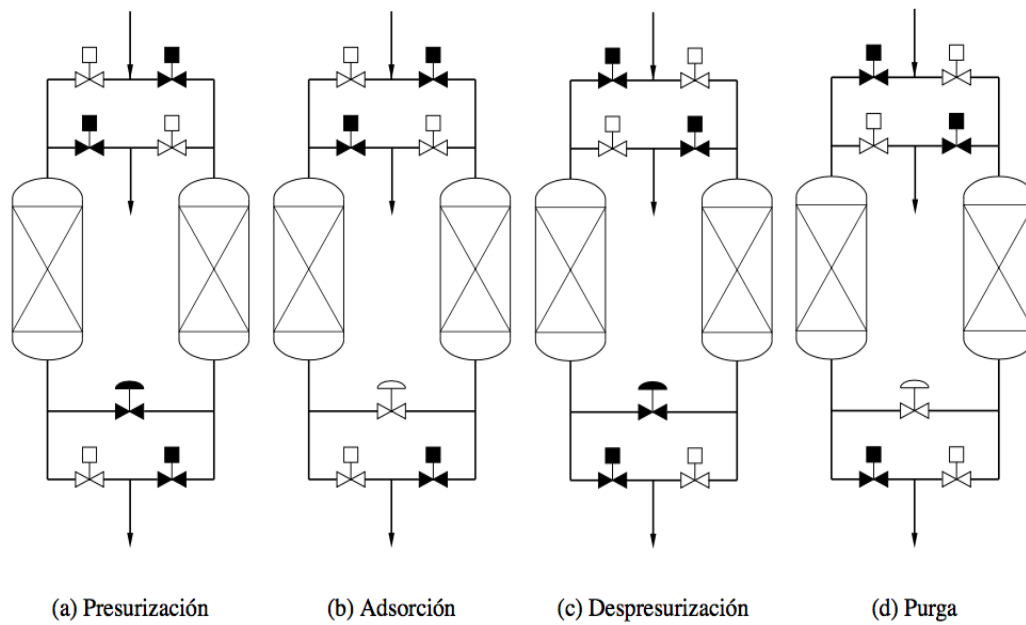 (a) Presurización
(b) Adsorción
(c) Despresurización
(d) Purga